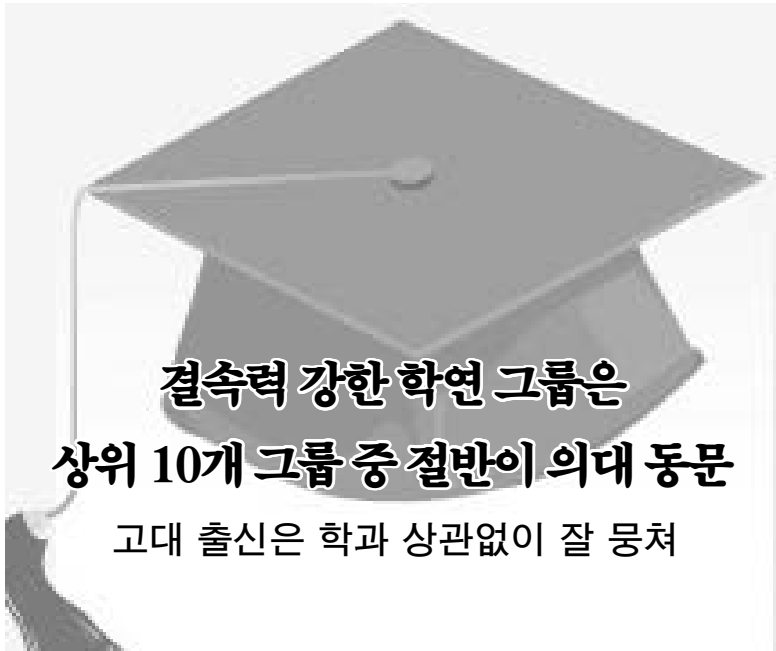 결속력 강한 학연 그룹은
상위 10개 그룹 중 절반이 의대 동문
고대 출신은 학과 상관없이 잘 뭉쳐